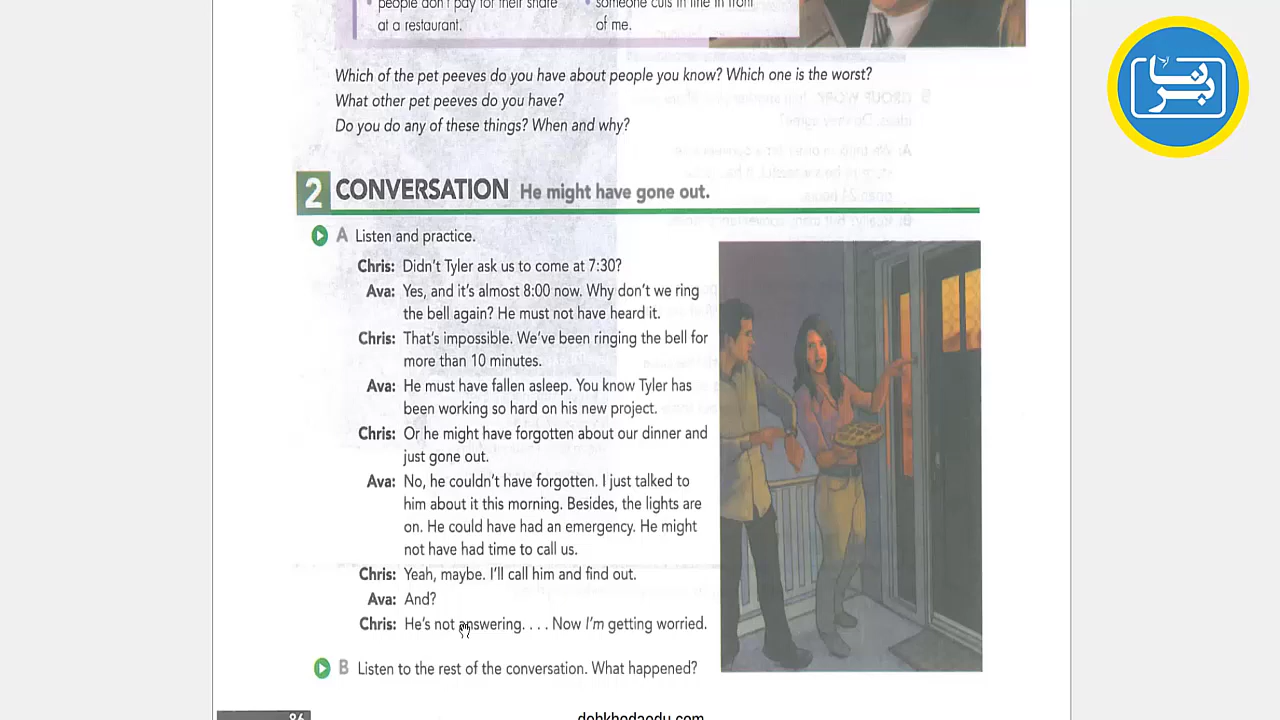 people don't pay for their share
at a restaurant.
someone cuts in line in front
of me.
Which of the pet peeves do you have about people you know? Which one is the worst?
What other pet peeves do you have?
Do you do any of these things? When and why?
2 CONVERSATION He might have gone out.
A Listen and practice.
Chris: Didn't Tyler ask us to come at 7:30?
Ava: Yes, and it's almost 8:00 now. Why don't we ring
the bell again? He must not have heard it.
Chris: That's impossible. We've been ringing the bell for
more than 10 minutes.
Ava: He must have fallen asleep. You know Tyler has
been working so hard on his new project.
Chris: Or he might have forgotten about our dinner and
just gone out.
Ava: No, he couldn't have forgotten. I just talked to
him about it this morning. Besides, the lights are
on. He could have had an emergency. He might
not have had time to call us.
Chris: Yeah, maybe. I'll call him and find out.
Ava: And?
Chris: He's not answering. . . . Now I'm getting worried.
B Listen to the rest of the conversation. What happened?
86
dehkhodaedu.com